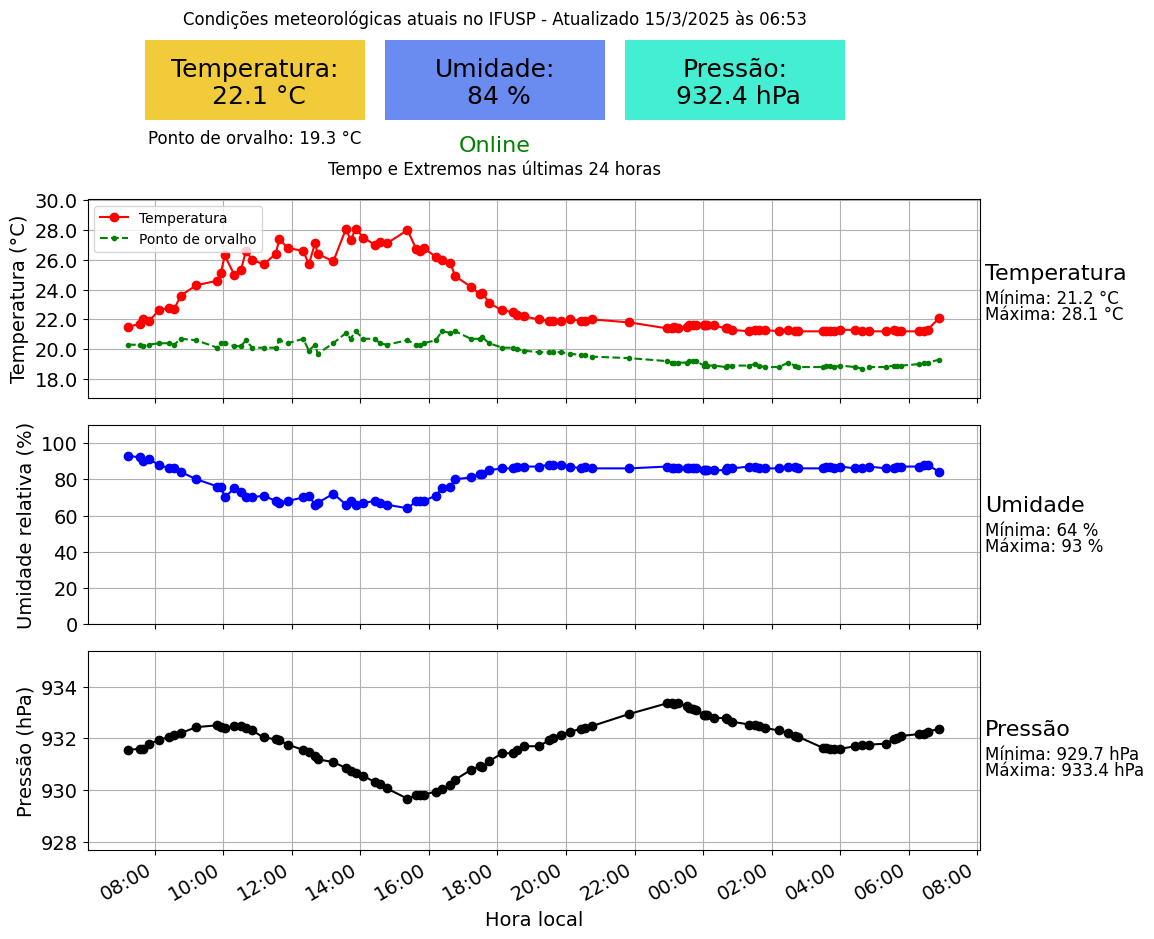 Condições meteorológicas atuais no IFUSP - Atualizado 15/3/2025 às 06:53
Temperatura:
22.1 °C
Umidade:
84 %
Pressão:
932.4 hPa
Ponto de orvalho: 19.3 °C
Online
Tempo e Extremos nas últimas 24 horas
Temperatura (°C)
30.0
28.0
26.0
24.0
22.0
20.0
18.0
Temperatura
Ponto de orvalho
Temperatura
Mínima: 21.2 °C
Máxima: 28.1 °C
Umidade relativa (%)
100
80
60
40
20
0
Umidade
Mínima: 64 %
Máxima: 93 %
Pressão (hPa)
934
932
930
928
Pressão
Mínima: 929.7 hPa
Máxima: 933.4 hPa
08:00 10:00 12:00 14:00 16:00 18:00 20:00 22:00 00:00 02:00 04:00 06:00 08:00
Hora local